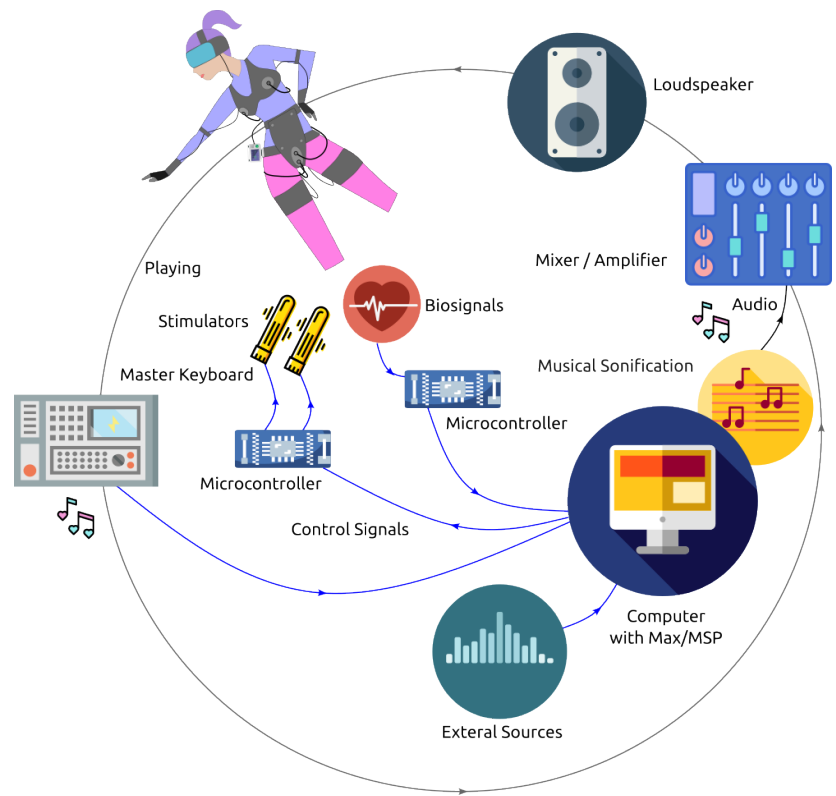 Loudspeaker
Mixer / Amplifier
Playing
Biosignals
Audio
Stimulators
Musical Sonification
Master Keyboard
Microcontroller
Microcontroller
Control Signals
Computer
with Max/MSP
Exteral Sources